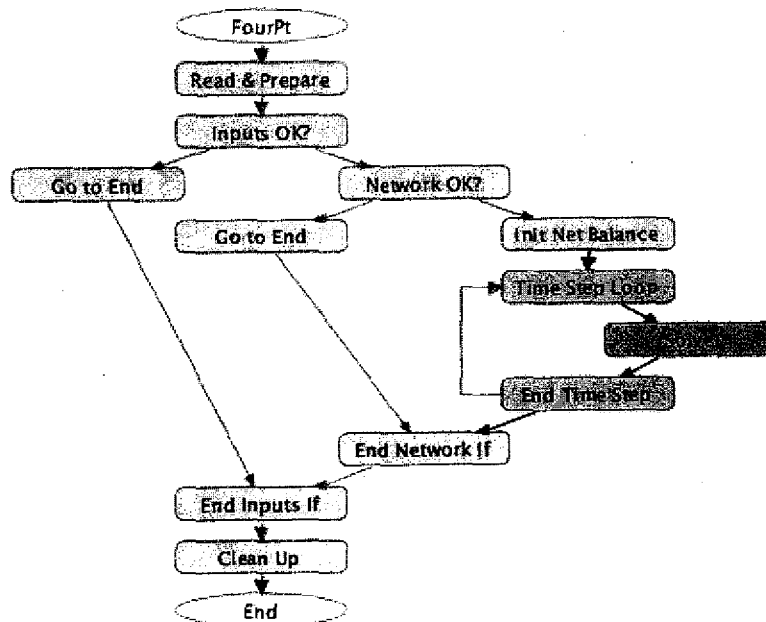 FourPt
Read & Prepare
Inputs OK?
Go to End
Network OK?
Go to End
Init Net Balance
Time Step Loop
End Time Step
End Network If
End Inputs If
Clean Up
End